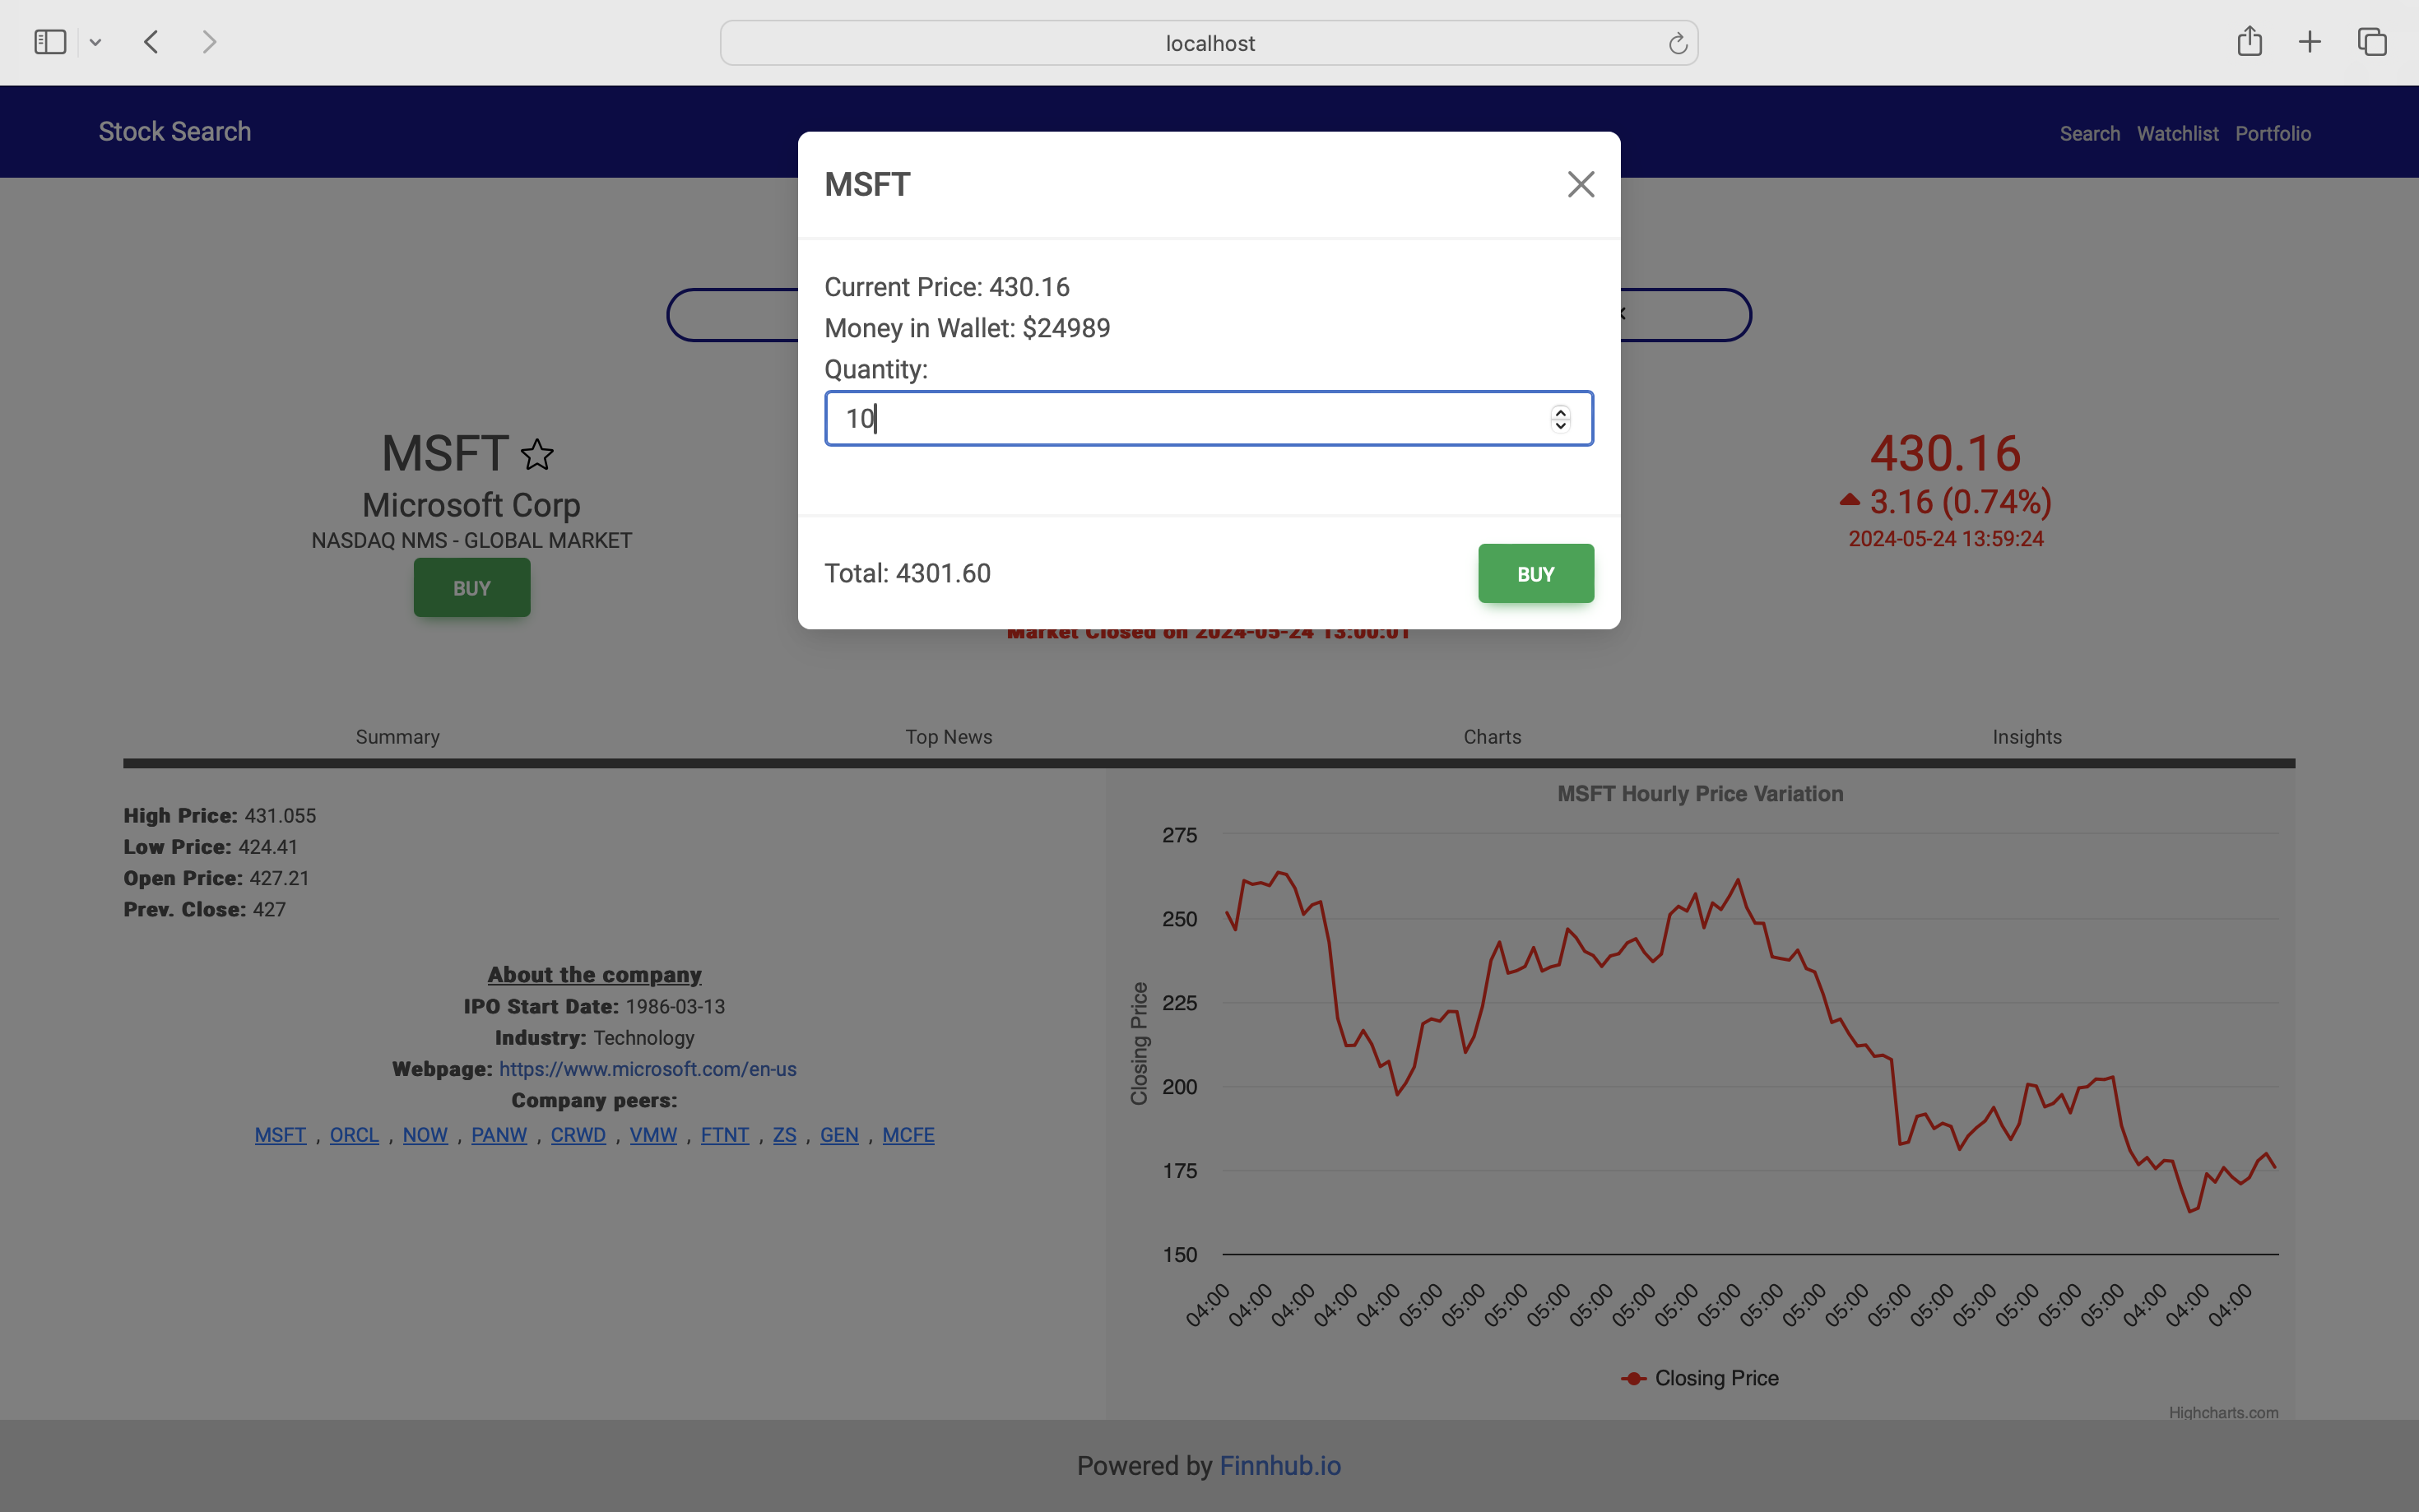 localhost
Stock Search
Search Watchlist Portfolio
MSFT
Current Price: 430.16
Money in Wallet: $24989
Quantity:
10
Total: 4301.60
BUY
MSFT
Microsoft Corp
NASDAQ NMS - GLOBAL MARKET
BUY
430.16
3.16 (0.74%)
2024-05-24 13:59:24
Market Closed on 2024-05-24 13:00:01
Summary Top News Charts Insights
High Price: 431.055
Low Price: 424.41
Open Price: 427.21
Prev. Close: 427
About the company
IPO Start Date: 1986-03-13
Industry: Technology
Webpage: https://www.microsoft.com/en-us
Company peers:
MSFT , ORCL , NOW , PANW , CRWD , VMW , FTNT , ZS , GEN , MCFE
MSFT Hourly Price Variation
Closing Price
275
250
225
200
175
150
04:00 04:00 04:00 04:00 04:00 05:00 05:00 05:00 05:00 05:00 05:00 05:00 05:00 05:00 05:00 05:00 05:00 05:00 05:00 05:00 05:00 05:00 04:00 04:00 04:00
Closing Price
Highcharts.com
Powered by Finnhub.io